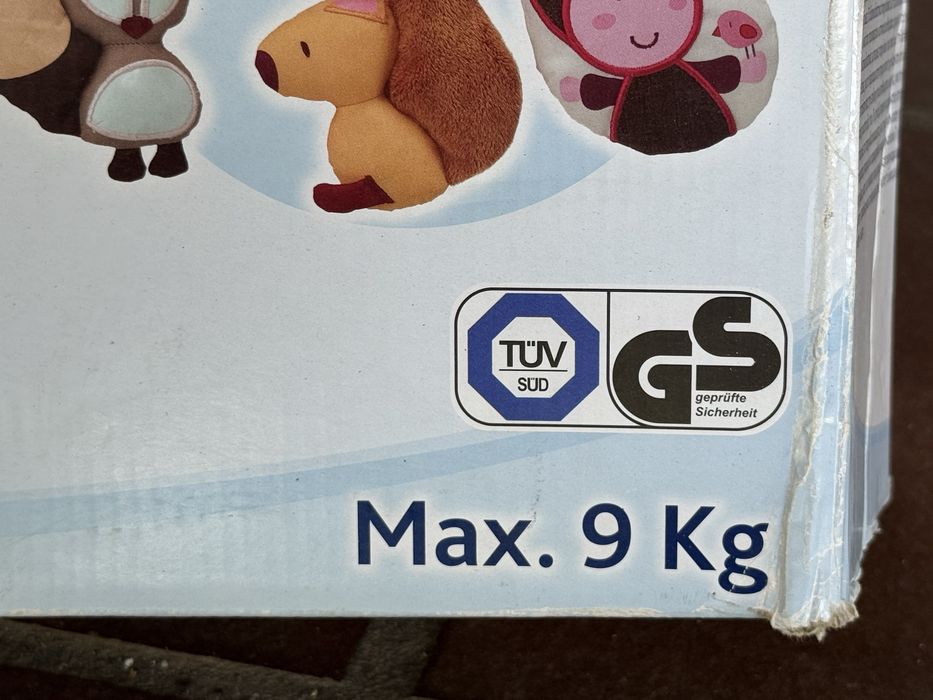 TÜV
SÜD
GS
geprüfte
Sicherheit
Max. 9 Kg